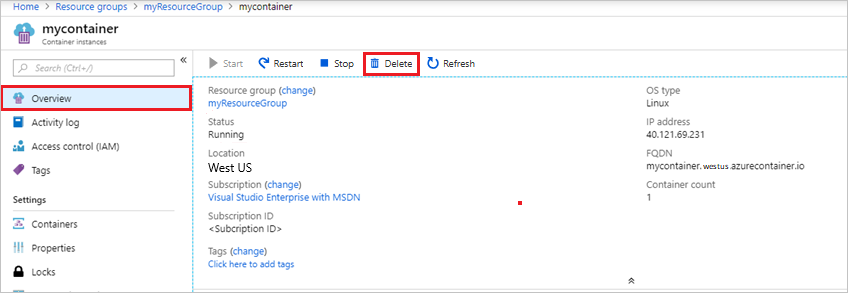 Home > Resource groups > myResourceGroup > mycontainer
mycontainer
Container instances
Search (Ctrl+/)
«
Overview
Activity log
Access control (IAM)
Tags
Settings
Containers
Properties
Locks
Start Restart Stop Delete Refresh
Resource group (change)
myResourceGroup
Status
Running
Location
West US
Subscription (change)
Visual Studio Enterprise with MSDN
Subscription ID
<Subcription ID>
Tags (change)
Click here to add tags
OS type
Linux
IP address
40.121.69.231
FQDN
mycontainer.westus.azurecontainer.io
Container count
1